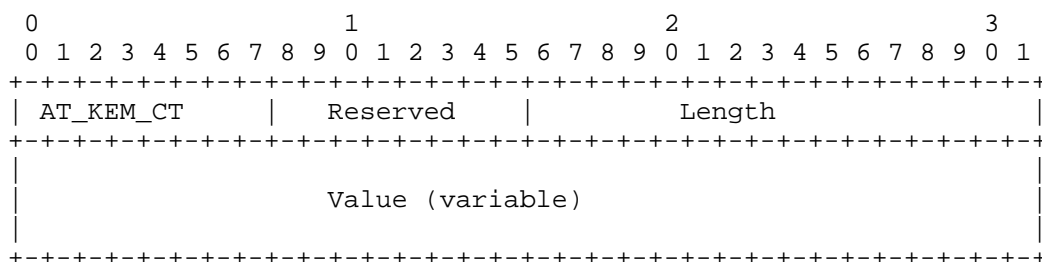 0                   1                   2                   3
 0 1 2 3 4 5 6 7 8 9 0 1 2 3 4 5 6 7 8 9 0 1 2 3 4 5 6 7 8 9 0 1
+-+-+-+-+-+-+-+-+-+-+-+-+-+-+-+-+-+-+-+-+-+-+-+-+-+-+-+-+-+-+-+-+
| AT_KEM_CT     |   Reserved    |         Length                |
+-+-+-+-+-+-+-+-+-+-+-+-+-+-+-+-+-+-+-+-+-+-+-+-+-+-+-+-+-+-+-+-+
|                                                               |
|                   Value (variable)                            |
|                                                               |
+-+-+-+-+-+-+-+-+-+-+-+-+-+-+-+-+-+-+-+-+-+-+-+-+-+-+-+-+-+-+-+-+